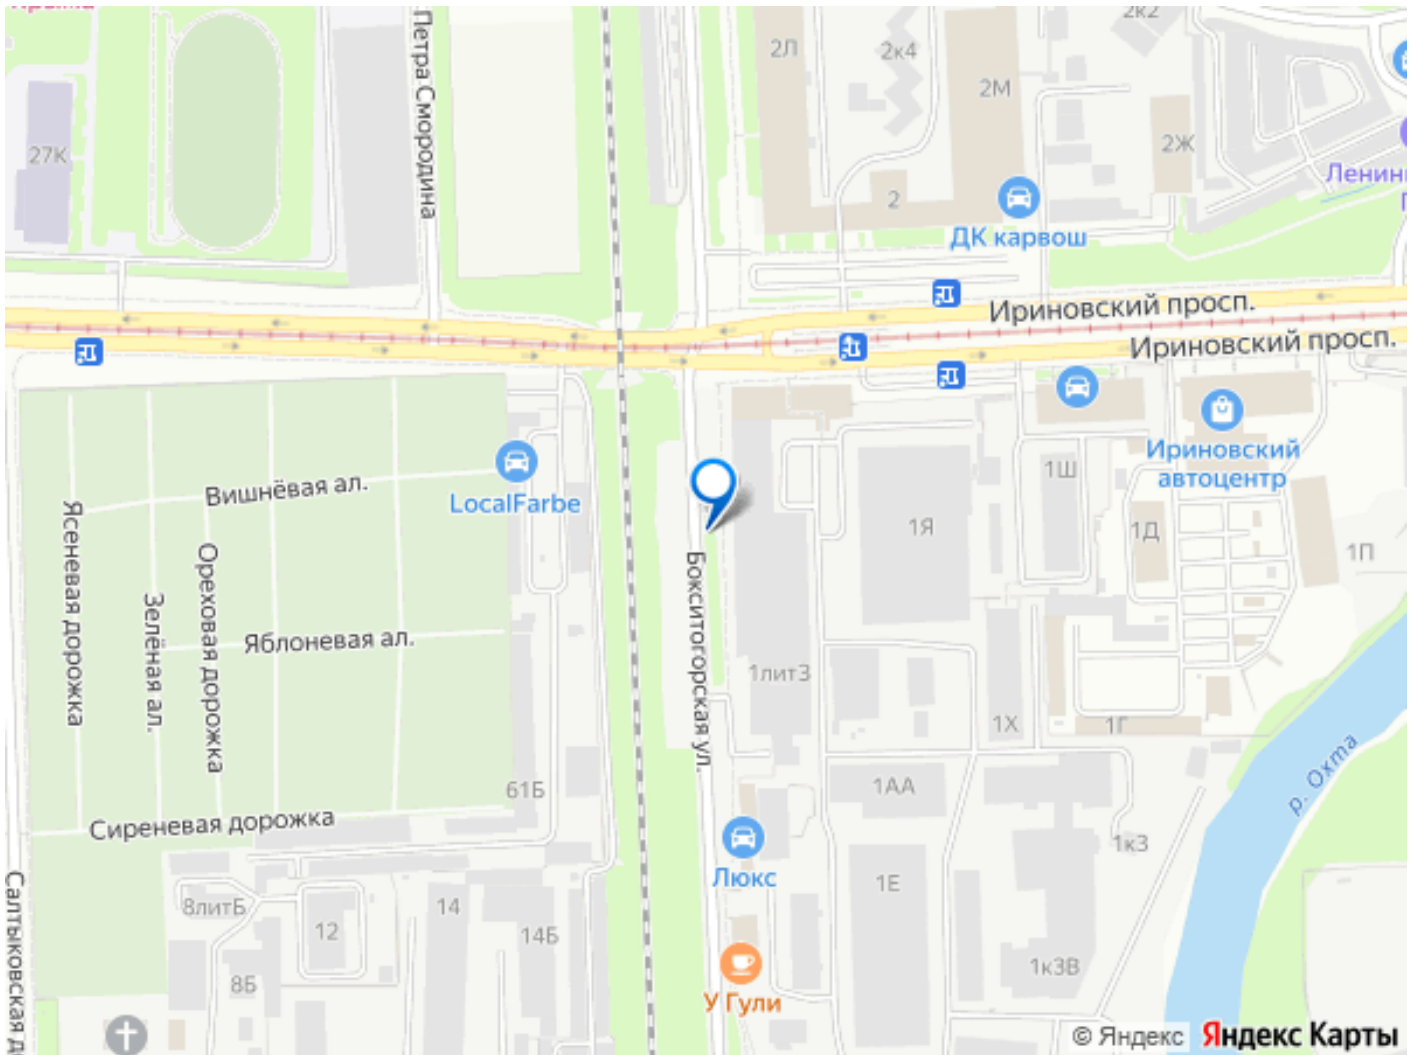 2Л
2к4
2к2
2М
Петра Смородина
27К
2Ж
2
ДК карвош
Ириновский просп.
Ириновский просп.
Вишнёвая ал.
LocalFarbe
Ириновский
автоцентр
1Ш
1Я
1Д
1П
Ясеневая дорожка
Зелёная ал.
Ореховая дорожка
Яблоневая ал.
Бокситогорская ул.
1литЗ
1Х
1Г
р. Охта
61Б
1АА
Сиреневая дорожка
Люкс
1к3
1Е
Салтыковская д
8литБ
12
14
14Б
8Б
1к3В
У Гули
© Яндекс Яндекс Карты